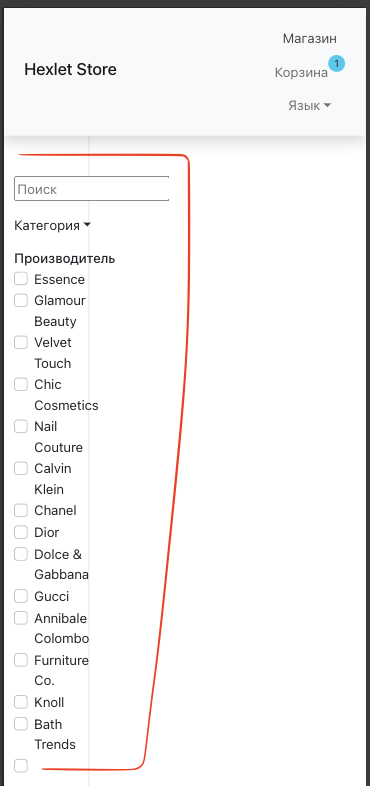 Магазин
Hexlet Store
Корзина 1
Язык
Поиск
Категория
Производитель
Essence
Glamour
Beauty
Velvet
Touch
Chic
Cosmetics
Nail
Couture
Calvin
Klein
Chanel
Dior
Dolce &
Gabbana
Gucci
Annibale
Colombo
Furniture
Co.
Knoll
Bath
Trends